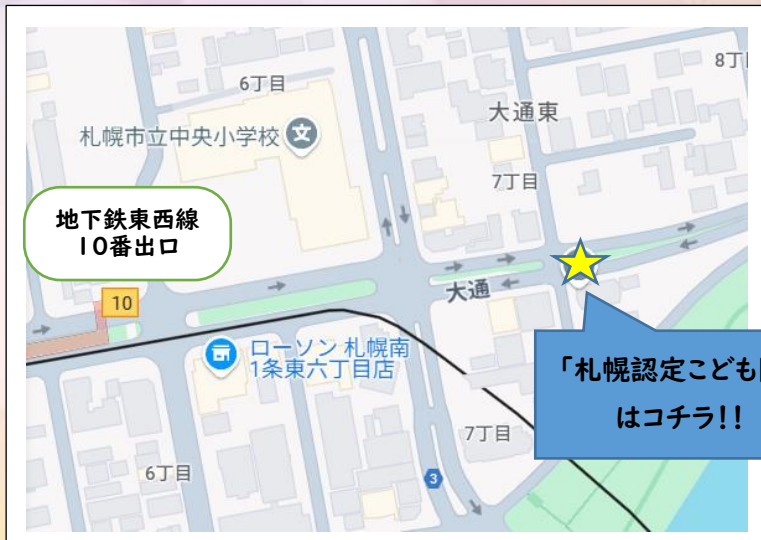 6丁目
8丁
大通東
札幌市立中央小学校
文
7丁目
地下鉄東西線
10番出口
10
大通
ローソン 札幌南
1条東六丁目店
「札幌認定こども
はコチラ!!
7丁目
6丁目
3